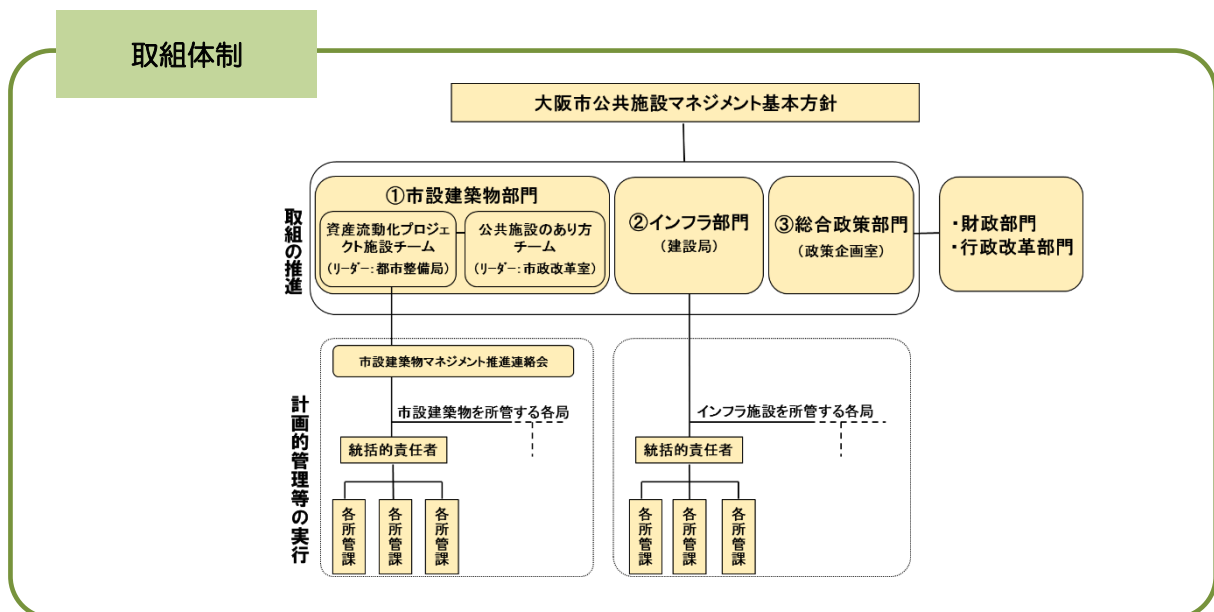 取組体制
大阪市公共施設マネジメント基本方針
取組の推進
①市設建築物部門
資産流動化プロジェ
クト施設チーム
(リーダー:都市整備局)
公共施設のあり方
チーム
(リーダー:市政改革室)
②インフラ部門
(建設局)
③総合政策部門
(政策企画室)
・財政部門
・行政改革部門
計画的管理等の実行
市設建築物マネジメント推進連絡会
市設建築物を所管する各局
統括的責任者
各所管課
各所管課
各所管課
インフラ施設を所管する各局
統括的責任者
各所管課
各所管課
各所管課